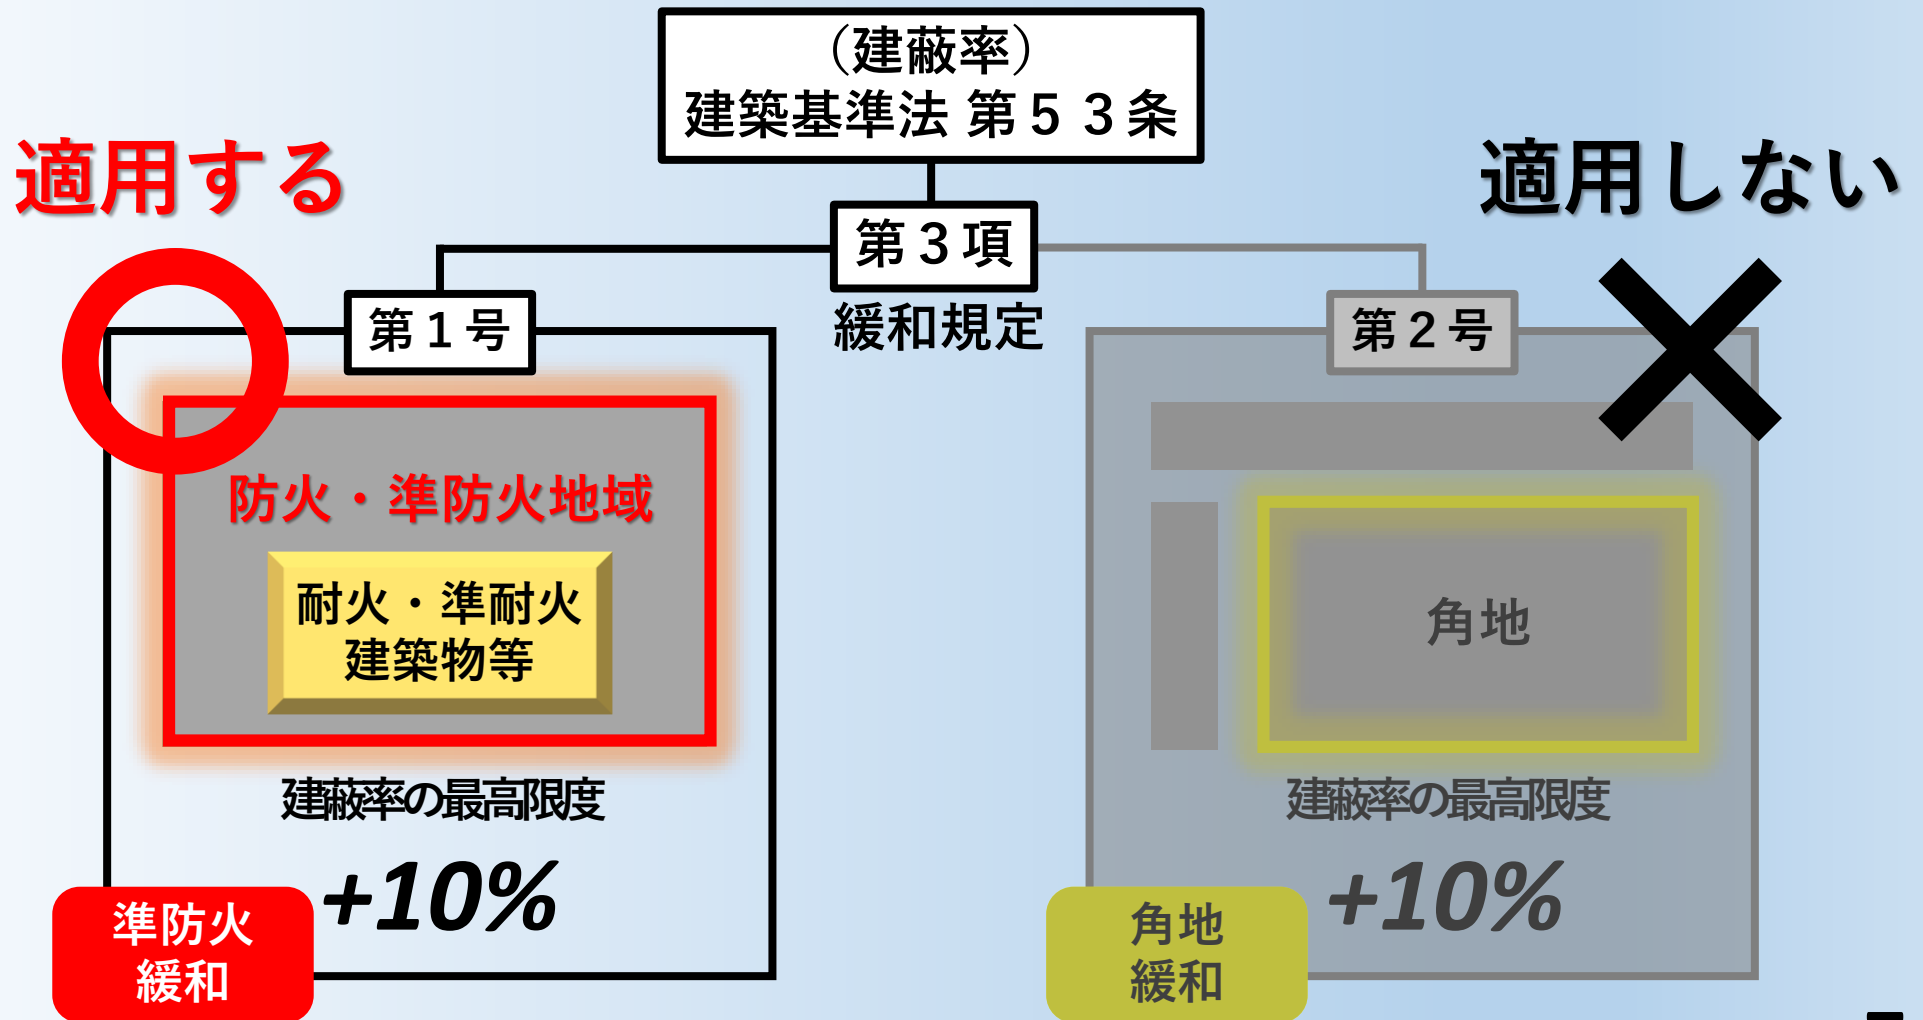 （建蔽率）
建築基準法 第５３条
適用する
適用しない
第３項
緩和規定
第１号
第２号
防火・準防火地域
耐火・準耐火
建築物等
角地
建蔽率の最高限度
+10%
建蔽率の最高限度
+10%
準防火
緩和
角地
緩和